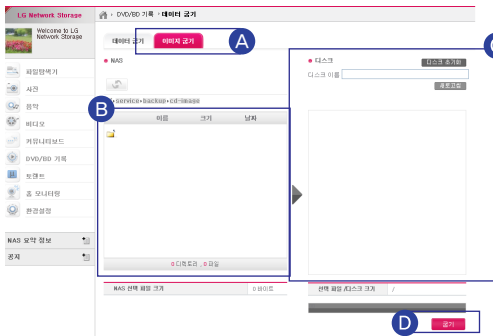 LG Network Storage
DVD/BD 기록 · 데이터 굽기
Welcome to LG
Network Storage
데이터 굽기
이미지 굽기
A
NAS
디스크
디스크 초기화
C
디스크 이름
새로고침
service backup cd-image
B
이름 크기 날짜
파일탐색기
사진
음악
비디오
커뮤니티보드
DVD/BD 기록
토렌트
홈 모니터링
환경설정
NAS 요약 정보
공지
0 디렉토리 , 0 파일
NAS 선택 파일 크기
0 바이트
선택 파일 /디스크 크기
/
D
굽기